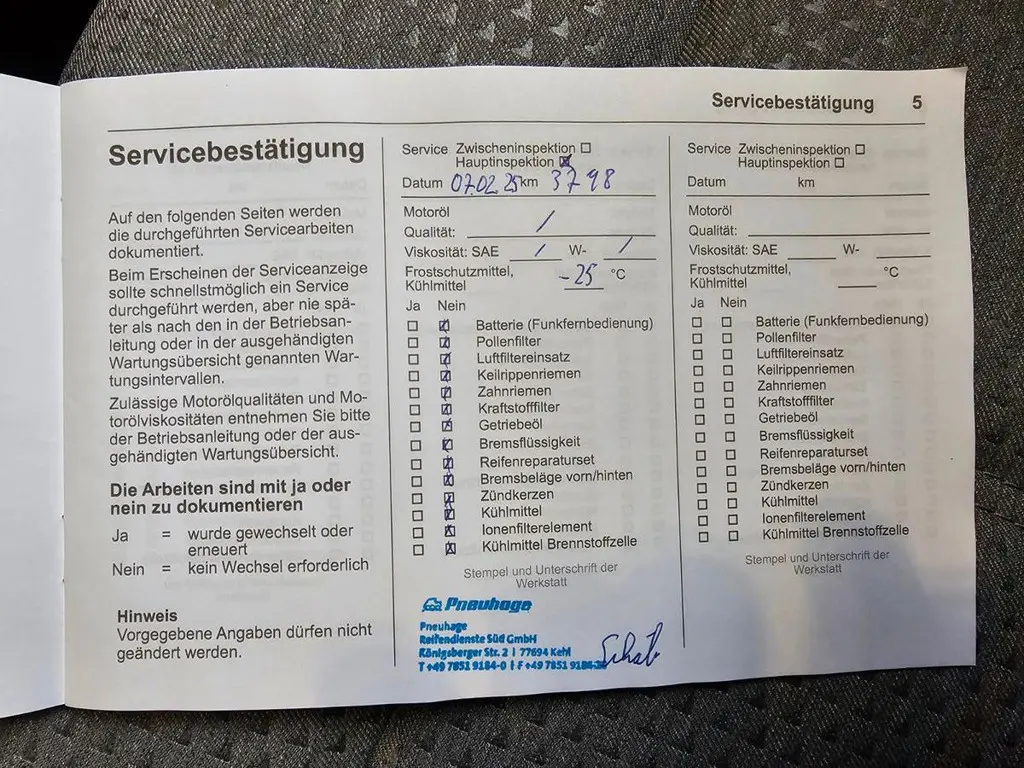 Servicebestätigung 5
Servicebestätigung
Auf den folgenden Seiten werden
die durchgeführten Servicearbeiten
dokumentiert.
Beim Erscheinen der Serviceanzeige
sollte schnellstmöglich ein Service
durchgeführt werden, aber nie spä-
ter als nach den in der Betriebsan-
leitung oder in der ausgehändigten
Wartungsübersicht genannten War-
tungsintervallen.
Zulässige Motorölqualitäten und Mo-
torölviskositäten entnehmen Sie bitte
der Betriebsanleitung oder der aus-
gehändigten Wartungsübersicht.
Die Arbeiten sind mit ja oder
nein zu dokumentieren
Ja = wurde gewechselt oder
erneuert
Nein = kein Wechsel erforderlich
Hinweis
Vorgegebene Angaben dürfen nicht
geändert werden.
Service Zwischeninspektion ☐
Hauptinspektion ☒
Datum 07.02.25 km 3798
Motoröl
Qualität: /
Viskosität: SAE / W- /
Frostschutzmittel, -25 °C
Kühlmittel
Ja Nein
☐ ☒ Batterie (Funkfernbedienung)
☐ ☒ Pollenfilter
☐ ☒ Luftfiltereinsatz
☐ ☒ Keilrippenriemen
☐ ☒ Zahnriemen
☐ ☒ Kraftstofffilter
☐ ☒ Getriebeöl
☐ ☒ Bremsflüssigkeit
☐ ☒ Reifenreparaturset
☐ ☒ Bremsbeläge vorn/hinten
☐ ☒ Zündkerzen
☐ ☒ Kühlmittel
☐ ☒ Ionenfilterelement
☐ ☒ Kühlmittel Brennstoffzelle
Stempel und Unterschrift der
Werkstatt
Pneuhage
Pneuhage
Reifendienste Süd GmbH
Königsberger Str. 2 | 77694 Kehl
T +49 7851 9184-0 | F +49 7851 9184-20
Service Zwischeninspektion ☐
Hauptinspektion ☐
Datum km
Motoröl
Qualität:
Viskosität: SAE W-
Frostschutzmittel, °C
Kühlmittel
Ja Nein
☐ ☐ Batterie (Funkfernbedienung)
☐ ☐ Pollenfilter
☐ ☐ Luftfiltereinsatz
☐ ☐ Keilrippenriemen
☐ ☐ Zahnriemen
☐ ☐ Kraftstofffilter
☐ ☐ Getriebeöl
☐ ☐ Bremsflüssigkeit
☐ ☐ Reifenreparaturset
☐ ☐ Bremsbeläge vorn/hinten
☐ ☐ Zündkerzen
☐ ☐ Kühlmittel
☐ ☐ Ionenfilterelement
☐ ☐ Kühlmittel Brennstoffzelle
Stempel und Unterschrift der
Werkstatt